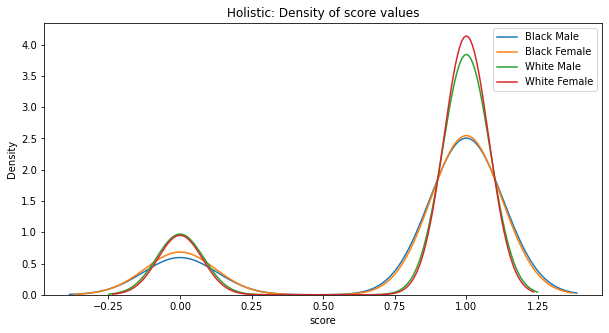 Holistic: Density of score values
Black Male
Black Female
White Male
White Female
Density
4.0
3.5
3.0
2.5
2.0
1.5
1.0
0.5
0.0
−0.25
0.00
0.25
0.50
0.75
1.00
1.25
score